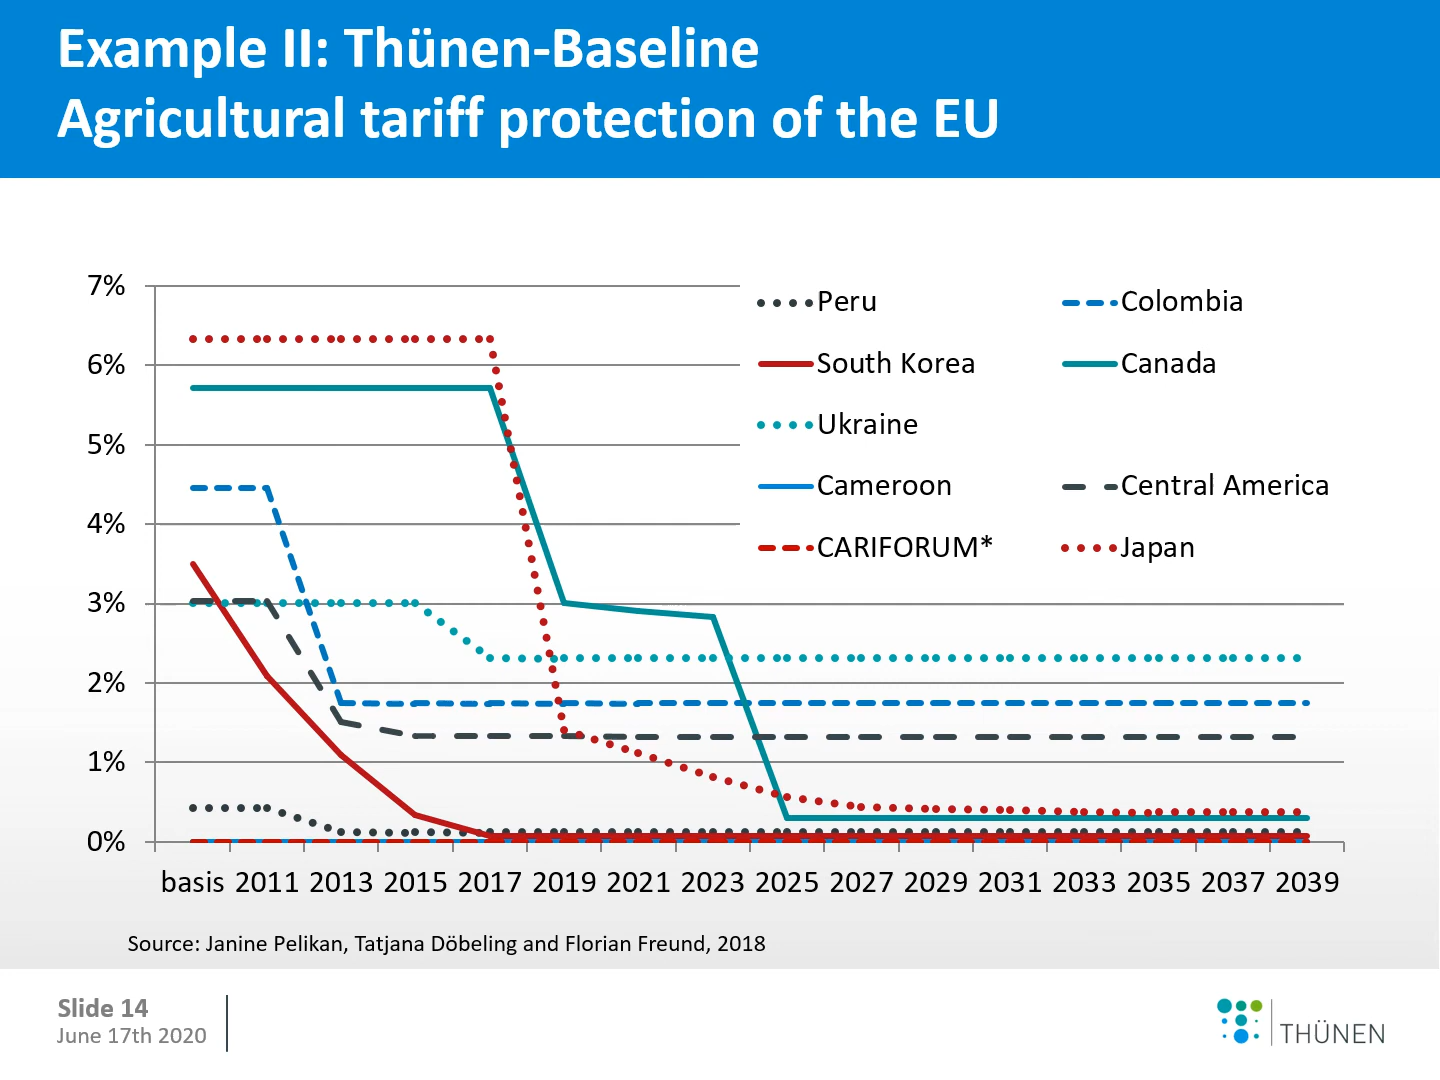 Example II: Thünen-Baseline
Agricultural tariff protection of the EU
7%
6%
5%
4%
3%
2%
1%
0%
Peru
Colombia
South Korea
Canada
Ukraine
Cameroon
Central America
CARIFORUM*
Japan
basis 2011 2013 2015 2017 2019 2021 2023 2025 2027 2029 2031 2033 2035 2037 2039
Source: Janine Pelikan, Tatjana Döbeling and Florian Freund, 2018
Slide 14
June 17th 2020
THÜNEN